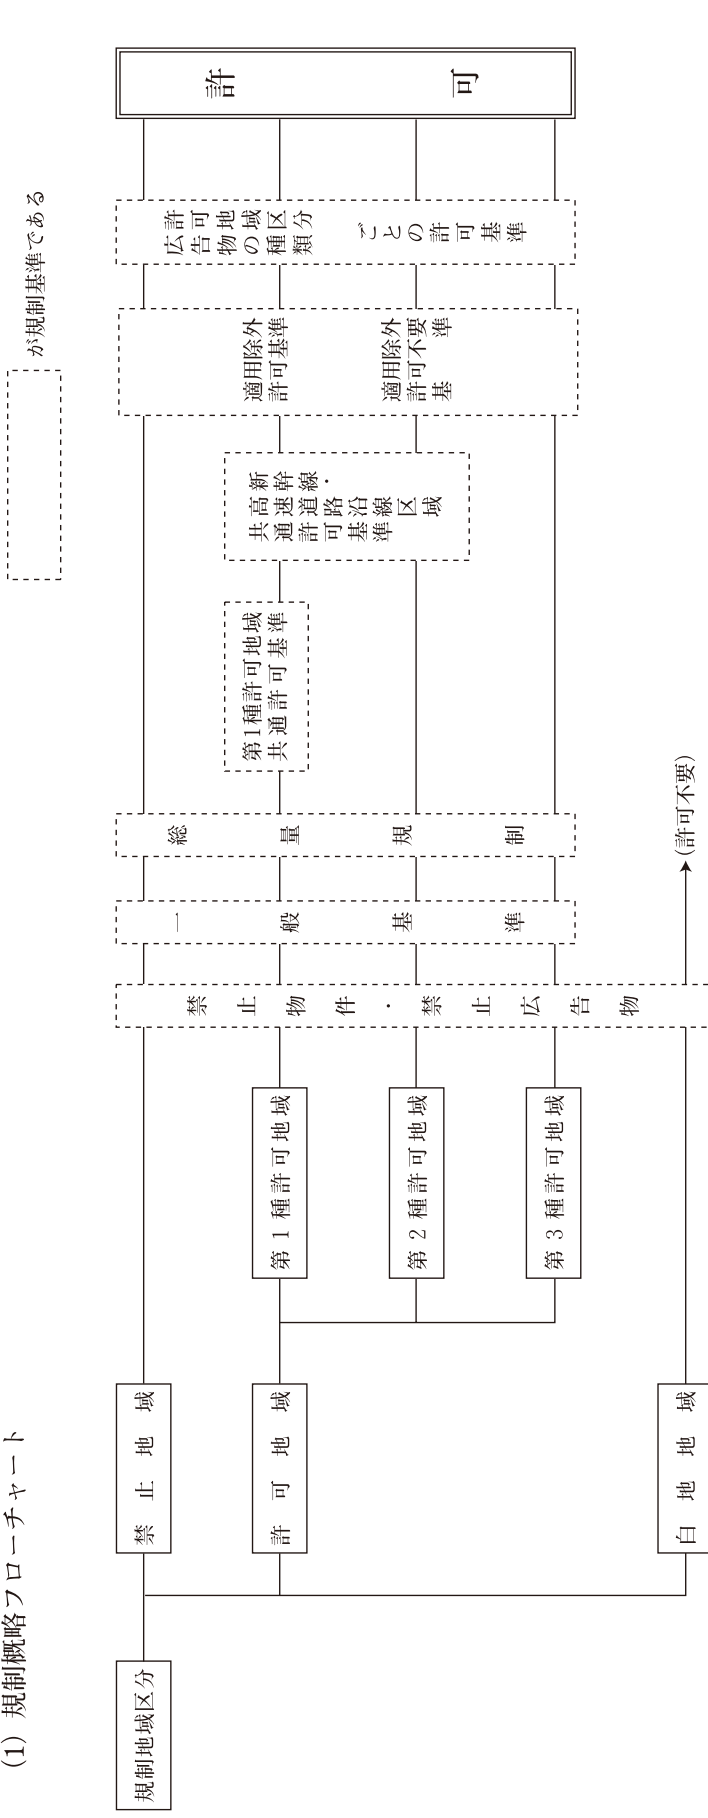 (1) 規制概略フローチャート
が規制基準である
規制地域区分
禁止地域
許可地域
白地地域
第1種許可地域
第2種許可地域
第3種許可地域
禁止物件・禁止広告物
一般基準
総量規制
第1種許可地域
共通許可基準
新幹線・
高速道路沿線区域
共通許可基準
適用除外
許可基準
適用除外
許可不要
基準
許可地域区分
広告物の種類
ごとの許可基準
許可
(許可不要)